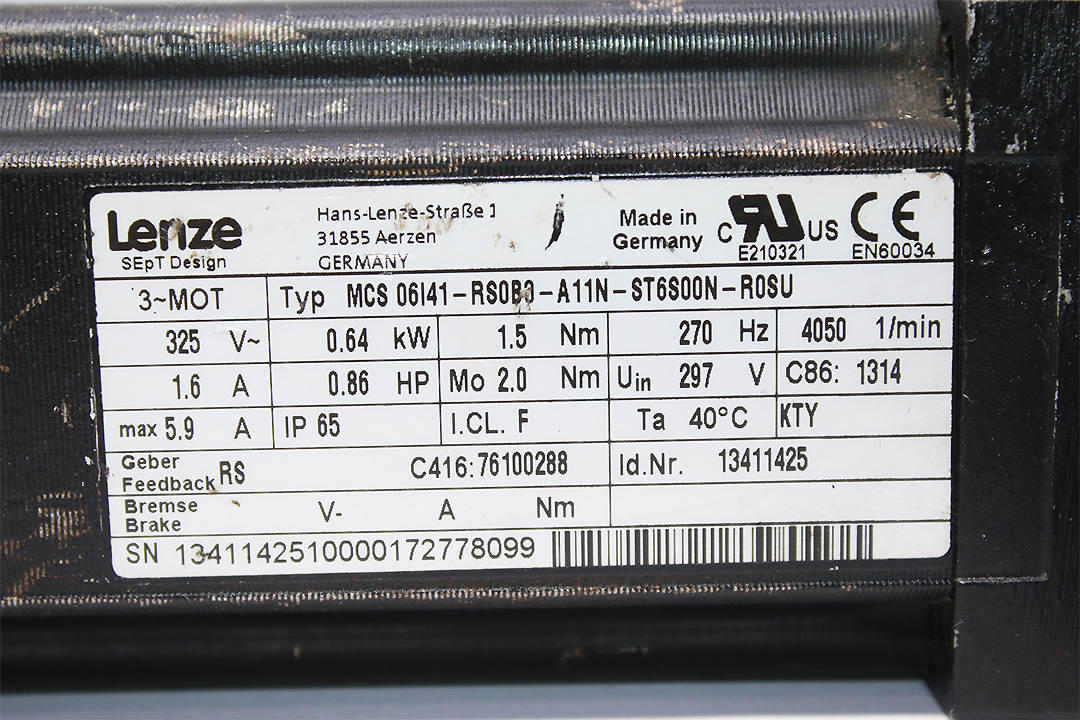 Lenze
SEpT Design
Hans-Lenze-Straße 1
31855 Aerzen
GERMANY
Made in
Germany
C US
E210321
CE
EN60034
3~MOT
Typ MCS 06I41-RS0B0-A11N-ST6S00N-R0SU
325 V~ 0.64 kW 1.5 Nm 270 Hz 4050 1/min
1.6 A 0.86 HP Mo 2.0 Nm Uin 297 V C86: 1314
max 5.9 A IP 65 I.CL. F Ta 40°C KTY
Geber
Feedback RS C416:76100288 Id.Nr. 13411425
Bremse
Brake V- A Nm
SN 1341142510000172778099